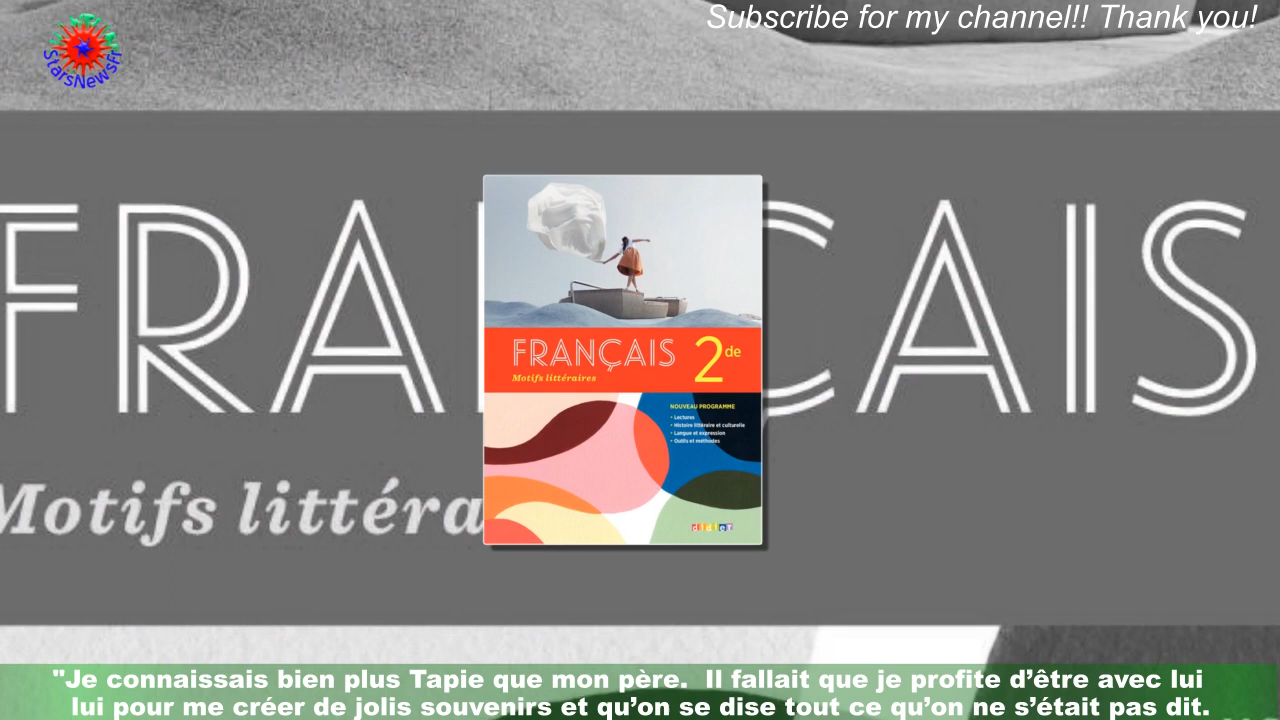 Subscribe for my channel!! Thank you!
StarsNewsFr
FRANÇAIS
Motifs littéra
FRANÇAIS 2de
Motifs littéraires
NOUVEAU PROGRAMME
• Lectures
• Histoire littéraire et culturelle
• Langue et expression
• Outils et méthodes
didier
"Je connaissais bien plus Tapie que mon père. Il fallait que je profite d’être avec lui
lui pour me créer de jolis souvenirs et qu’on se dise tout ce qu’on ne s’était pas dit.